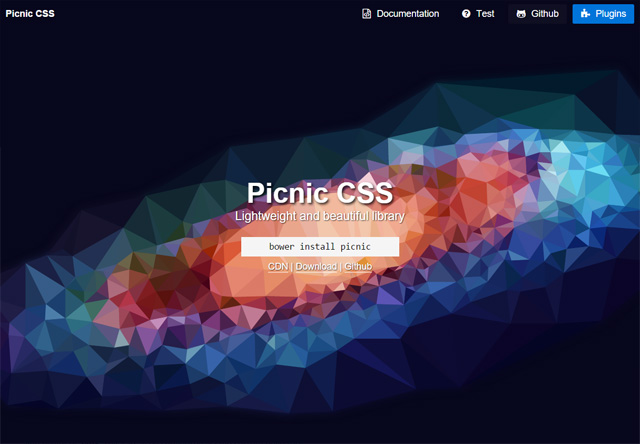 Picnic CSS Documentation Test Github Plugins
Picnic CSS
Lightweight and beautiful library
bower install picnic
CDN | Download | Github